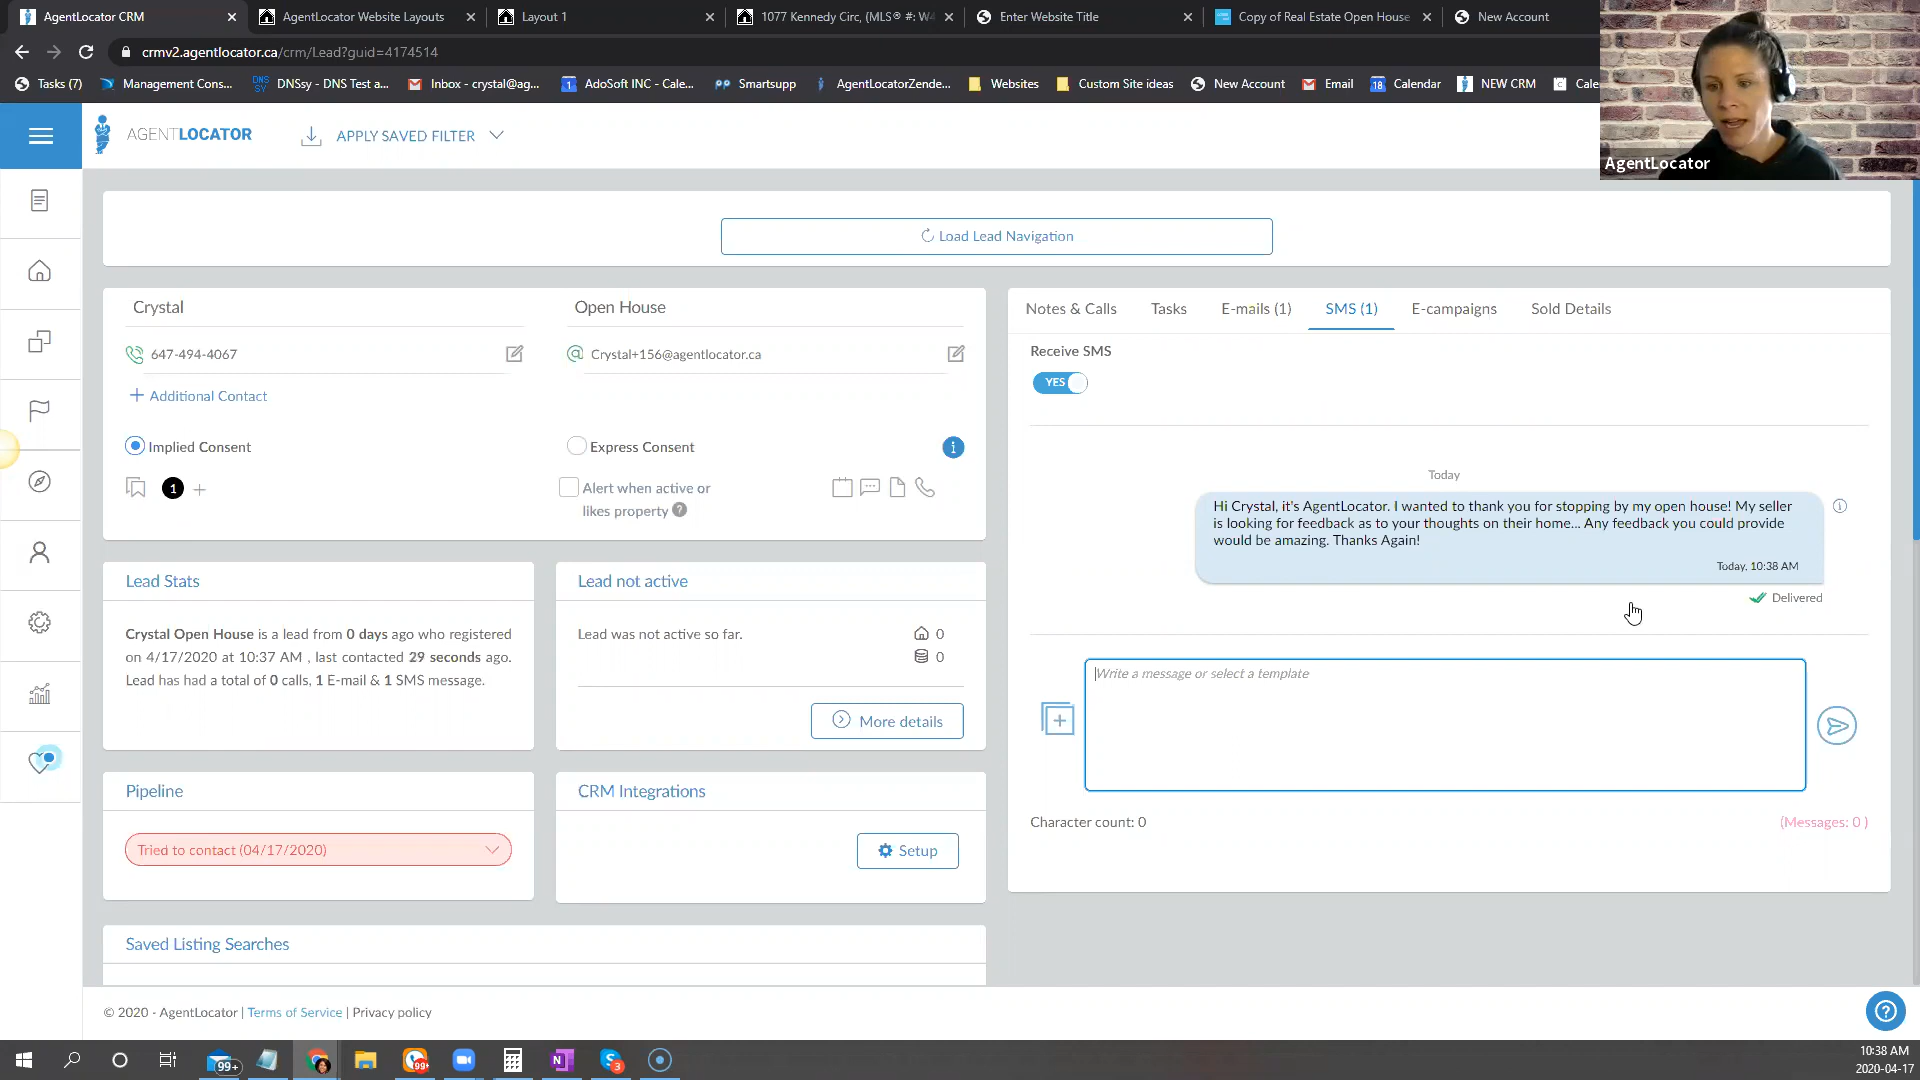 AgentLocator CRM
AgentLocator Website Layouts
Layout 1
1077 Kennedy Circ, (MLS® #: W4
Enter Website Title
Copy of Real Estate Open House
New Account
crmv2.agentlocator.ca/crm/Lead?guid=4174514
Tasks (7)
Management Cons...
DNSsy - DNS Test a...
Inbox - crystal@ag...
AdoSoft INC - Cale...
Smartsupp
AgentLocatorZende...
Websites
Custom Site ideas
New Account
Email
18
Calendar
NEW CRM
Cale
AgentLocator
AGENTLOCATOR
APPLY SAVED FILTER
Load Lead Navigation
Crystal
Open House
647-494-4067
Crystal+156@agentlocator.ca
+ Additional Contact
Implied Consent
Express Consent
1 +
Alert when active or
likes property
Lead Stats
Crystal Open House is a lead from 0 days ago who registered
on 4/17/2020 at 10:37 AM , last contacted 29 seconds ago.
Lead has had a total of 0 calls, 1 E-mail & 1 SMS message.
Lead not active
Lead was not active so far.
0
0
More details
Pipeline
Tried to contact (04/17/2020)
CRM Integrations
Setup
Saved Listing Searches
Notes & Calls
Tasks
E-mails (1)
SMS (1)
E-campaigns
Sold Details
Receive SMS
YES
Today
Hi Crystal, it's AgentLocator. I wanted to thank you for stopping by my open house! My seller
is looking for feedback as to your thoughts on their home... Any feedback you could provide
would be amazing. Thanks Again!
Today, 10:38 AM
Delivered
Write a message or select a template
Character count: 0
(Messages: 0 )
© 2020 - AgentLocator | Terms of Service | Privacy policy
99+
99+
3
10:38 AM
2020-04-17